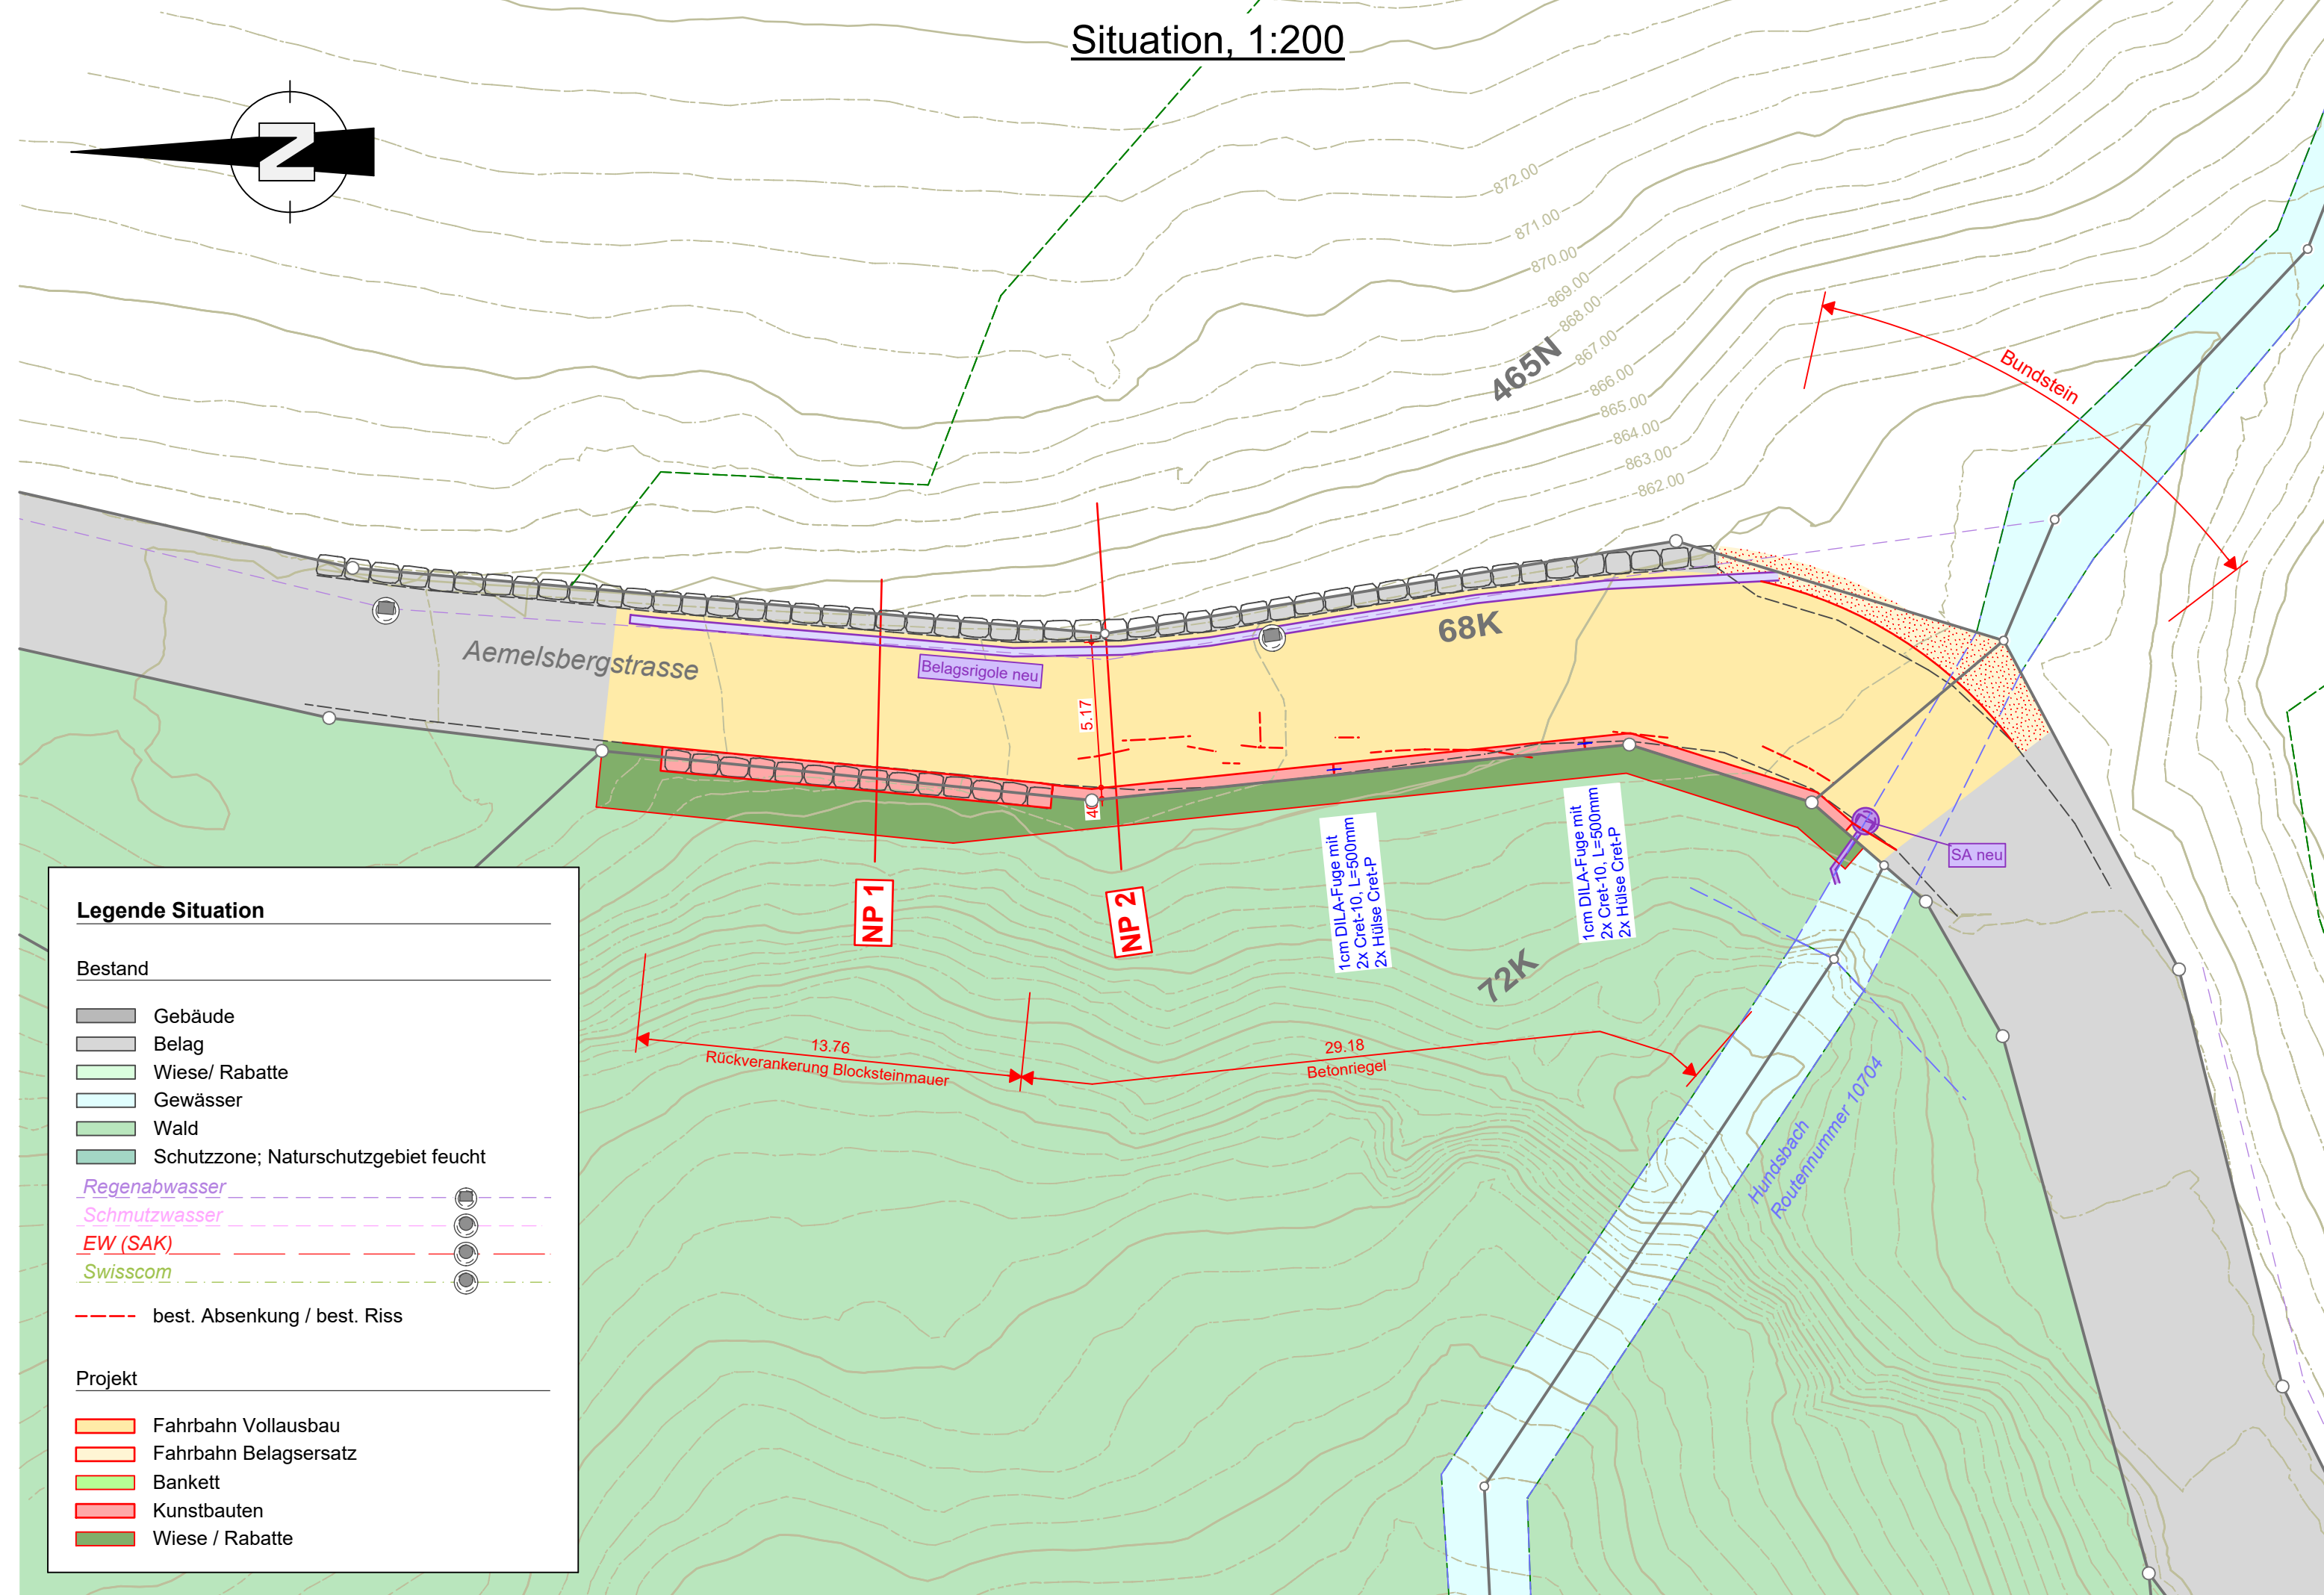 Situation, 1:200
N
872.00
871.00
870.00
869.00
868.00
867.00
866.00
865.00
864.00
863.00
862.00
465N
Bundstein
68K
Aemelsbergstrasse
Belagsrigole neu
5.17
SA neu
NP 1
NP 2
1cm DILA-Fuge mit
2x Cret-10, L=500mm
2x Hülse Cret-P
1cm DILA-Fuge mit
2x Cret-10, L=500mm
2x Hülse Cret-P
72K
13.76
Rückverankerung Blocksteinmauer
29.18
Betonriegel
Hundsbach
Routennummer 10704
Legende Situation
Bestand
Gebäude
Belag
Wiese/ Rabatte
Gewässer
Wald
Schutzzone; Naturschutzgebiet feucht
Regenabwasser
Schmutzwasser
EW (SAK)
Swisscom
best. Absenkung / best. Riss
Projekt
Fahrbahn Vollausbau
Fahrbahn Belagsersatz
Bankett
Kunstbauten
Wiese / Rabatte